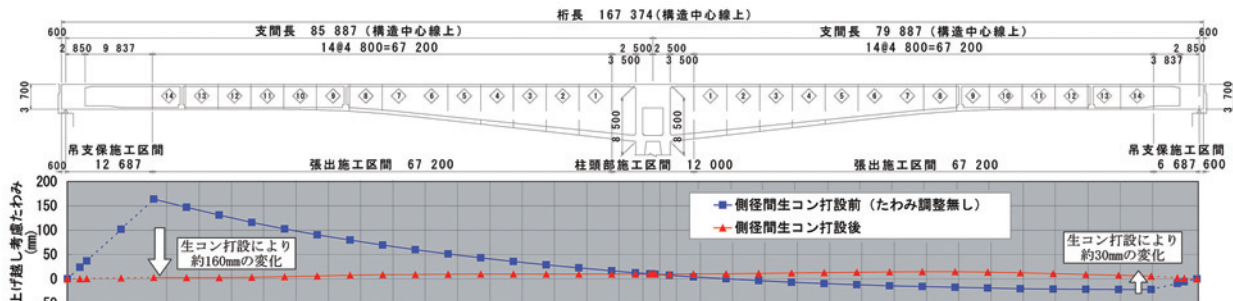 桁長 167 374(構造中心線上)
600 支間長 85 887 (構造中心線上) 支間長 79 887 (構造中心線上) 600
2 850 9 837 14@4 800=67 200 2 500 2 500 14@4 800=67 200 2 850
3 500 3 500 3 837
3 700 ⑭ ⑬ ⑫ ⑪ ⑩ ⑨ ⑧ ⑦ ⑥ ⑤ ④ ③ ② ① 8 500 8 500 ① ② ③ ④ ⑤ ⑥ ⑦ ⑧ ⑨ ⑩ ⑪ ⑫ ⑬ ⑭ 3 700
吊支保施工区間 吊支保施工区間
600 12 687 張出施工区間 67 200 柱頭部施工区間 12 000 張出施工区間 67 200 6 687 600
上げ越し考慮たわみ
(mm)
200
150
100
50
0
-50
側径間生コン打設前 (たわみ調整無し)
側径間生コン打設後
生コン打設により
約160mmの変化
生コン打設により
約30mmの変化